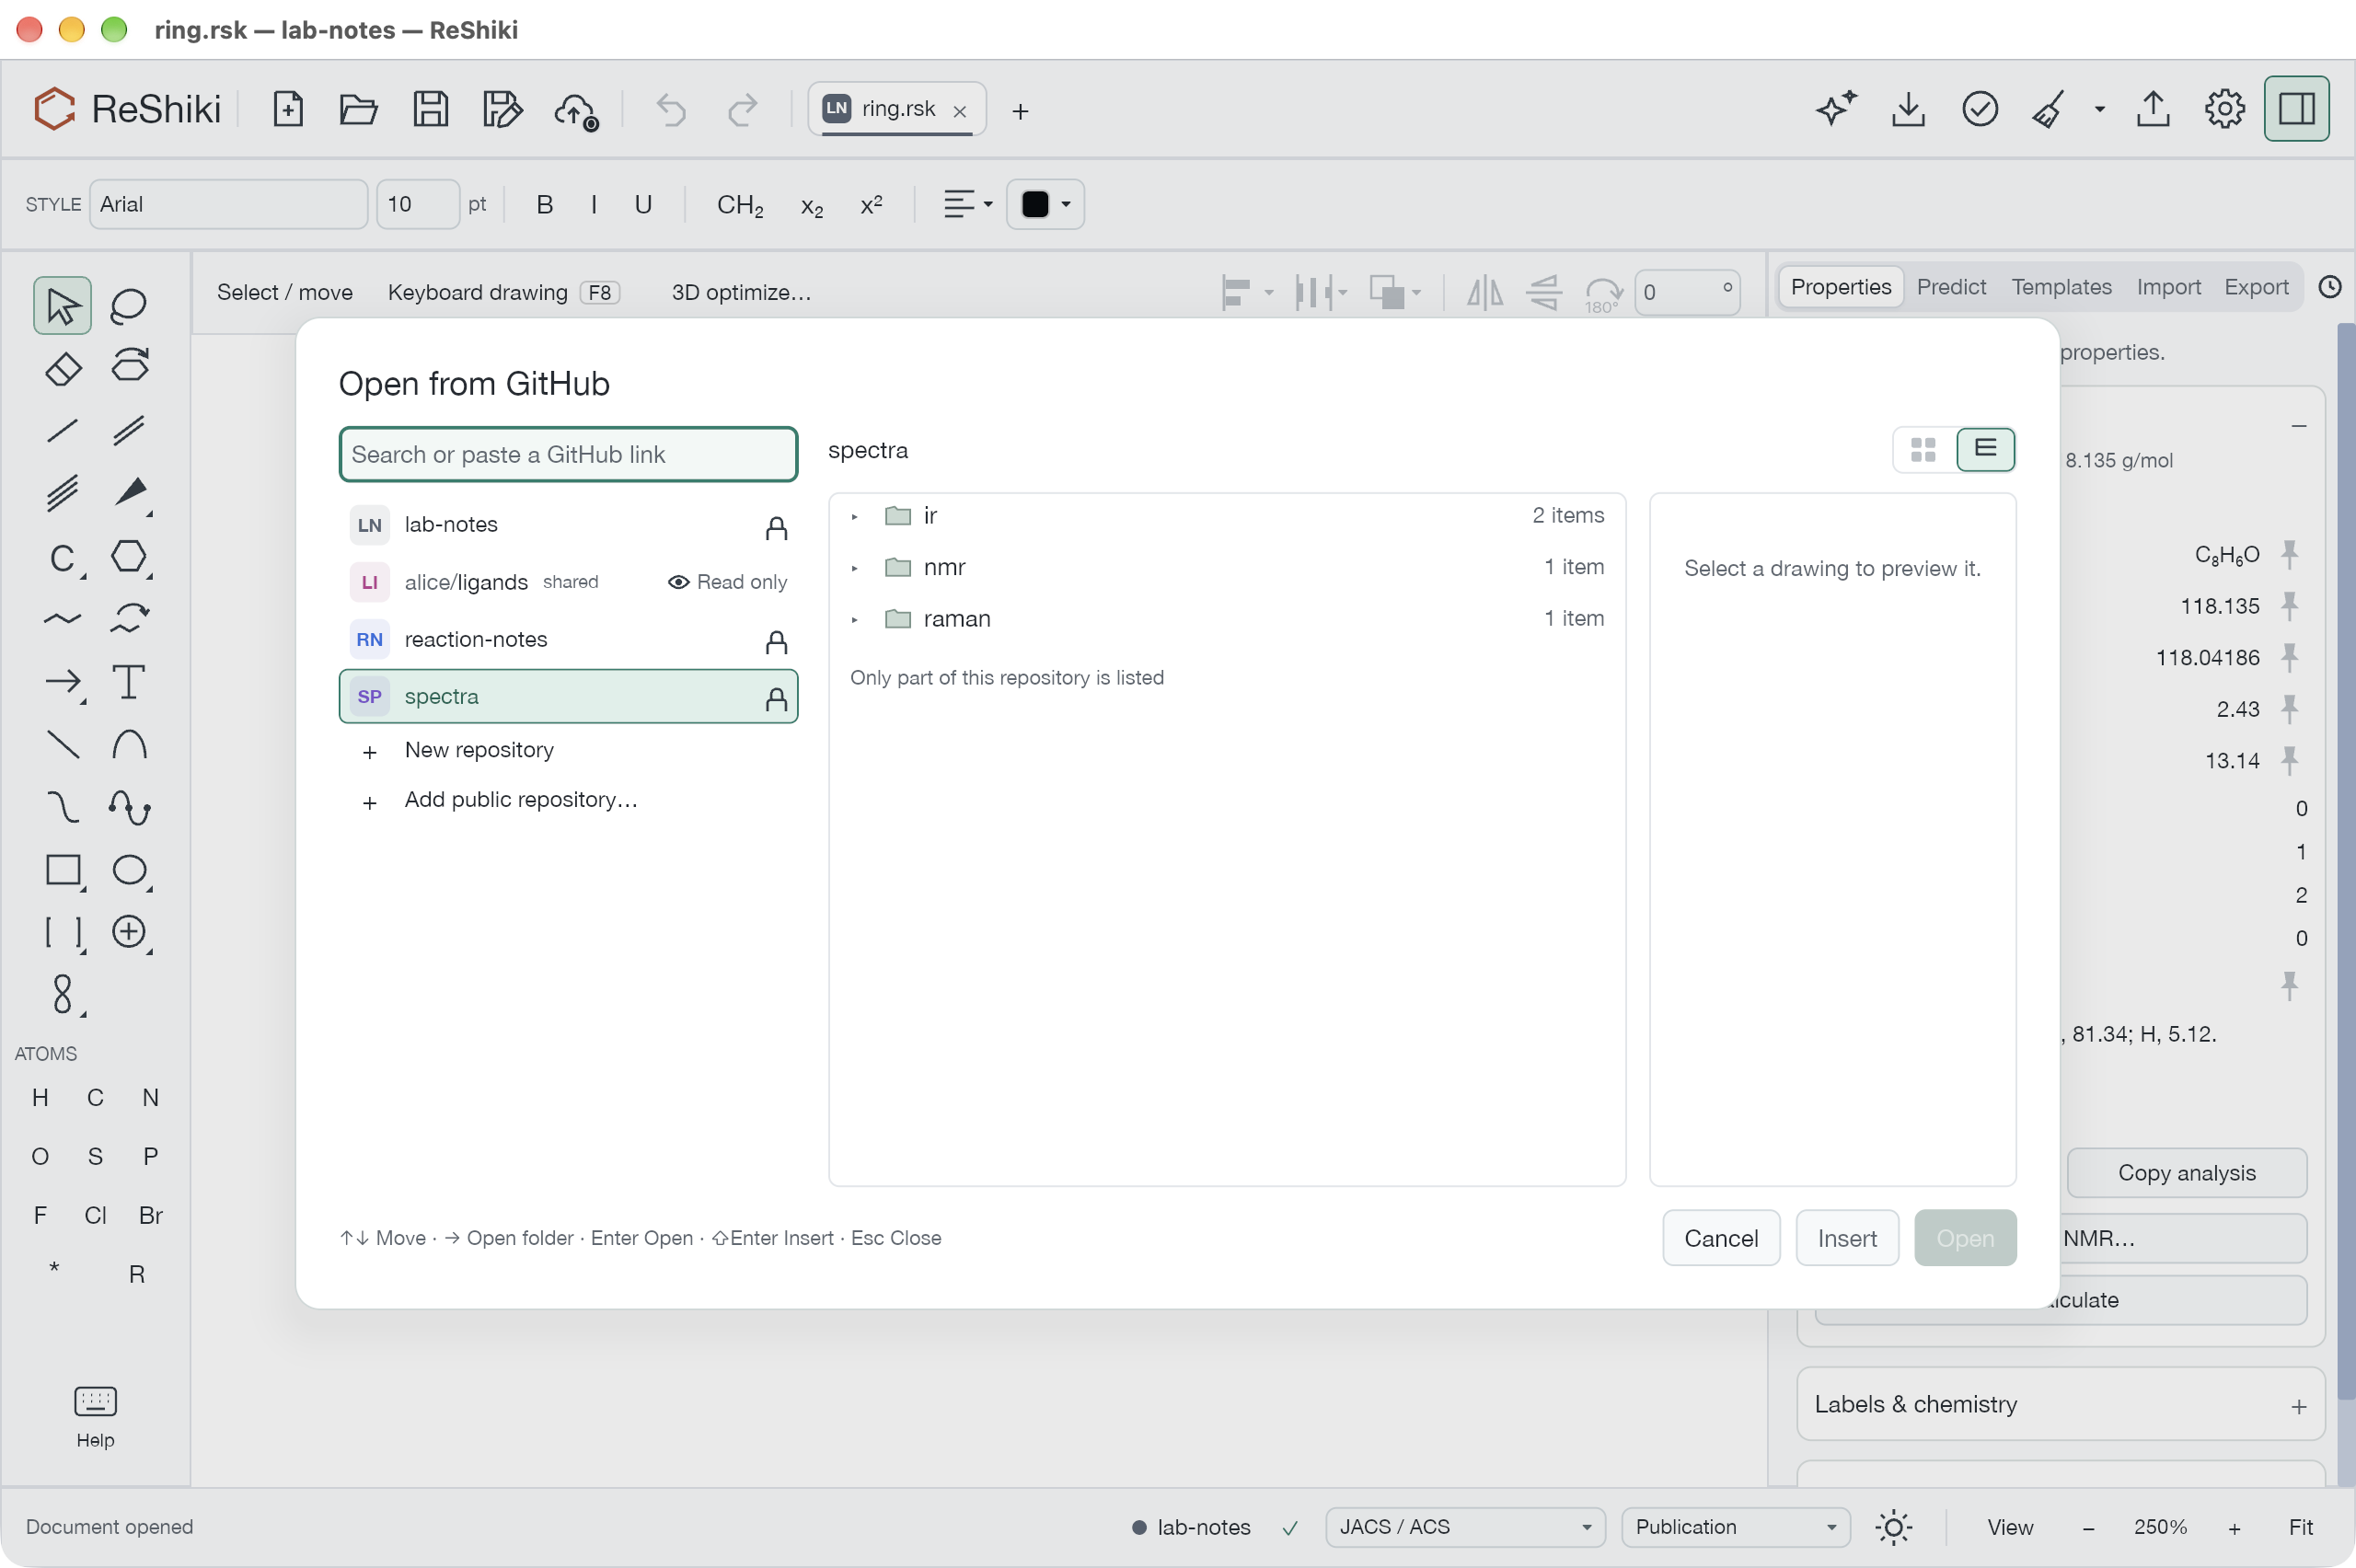 ring.rsk — lab-notes — ReShiki
ReShiki
LN ring.rsk × +
STYLE Arial 10 pt B I U CH₂ x₂ x²
Select / move Keyboard drawing F8 3D optimize... 180° 0 °
Properties Predict Templates Import Export
properties.
Open from GitHub
Search or paste a GitHub link
LN lab-notes
LI alice/ligands shared Read only
RN reaction-notes
SP spectra
+ New repository
+ Add public repository...
spectra
ir 2 items
nmr 1 item
raman 1 item
Only part of this repository is listed
Select a drawing to preview it.
↑↓ Move · → Open folder · Enter Open · ⇧Enter Insert · Esc Close
Cancel Insert Open
8.135 g/mol
C₈H₆O
118.135
118.04186
2.43
13.14
0
1
2
0
, 81.34; H, 5.12.
Copy analysis
NMR...
lculate
Labels & chemistry +
C
T
[ ]
ATOMS
H C N
O S P
F Cl Br
* R
Help
Document opened
lab-notes ✓ JACS / ACS Publication View − 250% + Fit